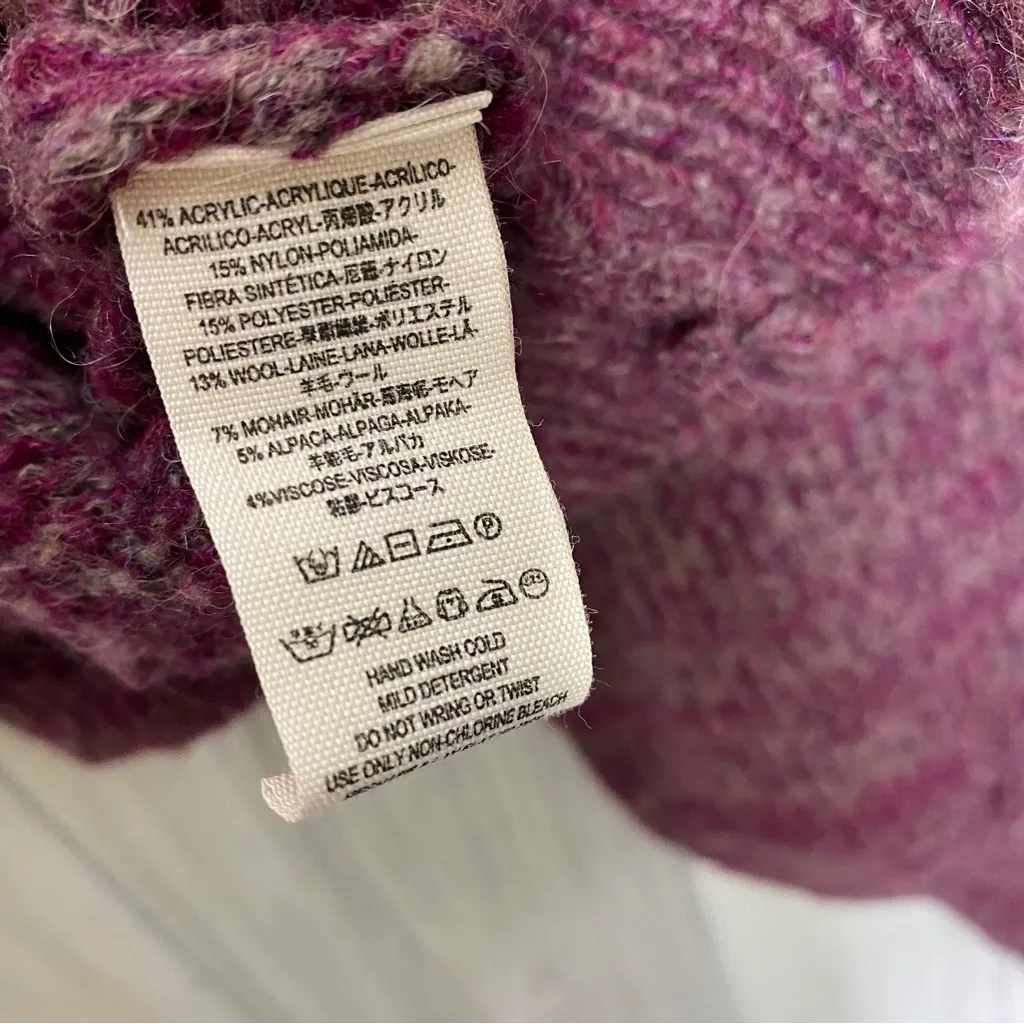 41% ACRYLIC-ACRYLIQUE-ACRÍLICO-
ACRILICO-ACRYL-丙烯酸-アクリル
15% NYLON-POLIAMIDA-
FIBRA SINTÉTICA-尼龍-ナイロン
15% POLYESTER-POLIÉSTER-
POLIESTERE-聚酯纖維-ポリエステル
13% WOOL-LAINE-LANA-WOLLE-LÃ-
羊毛-ウール
7% MOHAIR-MOHÄR-馬海呢-モヘア
5% ALPACA-ALPAGA-ALPAKA-
羊駝毛-アルパカ
4%VISCOSE-VISCOSA-VISKOSE-
粘膠-ビスコース
P
HAND WASH COLD
MILD DETERGENT
DO NOT WRING OR TWIST
USE ONLY NON-CHLORINE BLEACH